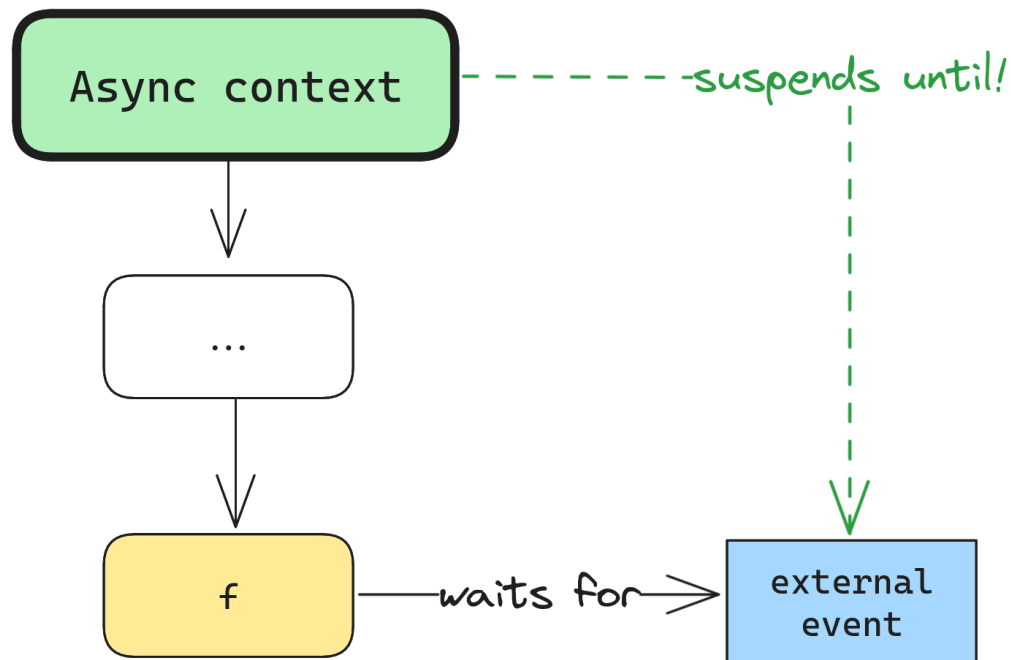 Async context
suspends until!
...
f
waits for
external
event